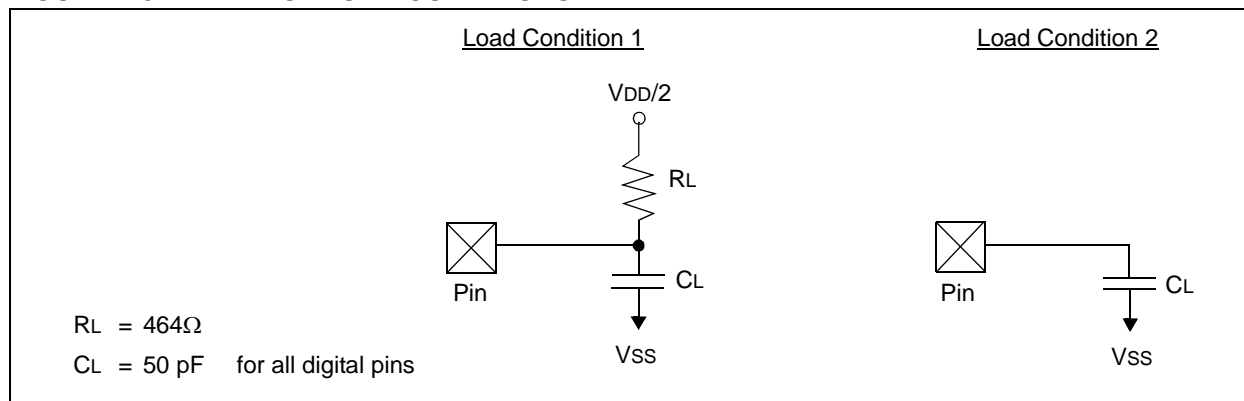 Load Condition 1
Load Condition 2
VDD/2
RL
Pin
CL
VSS
Pin
CL
VSS
RL = 464Ω
CL = 50 pF for all digital pins